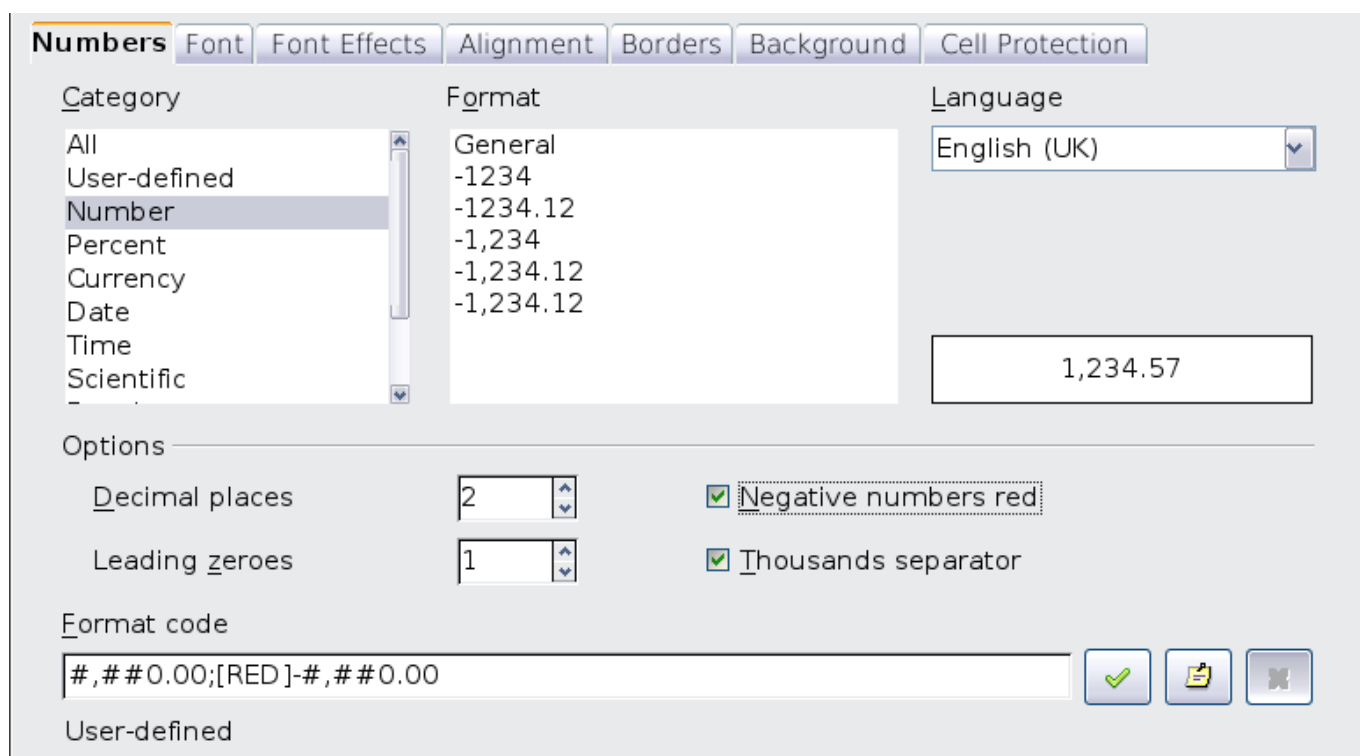 Numbers Font Font Effects Alignment Borders Background Cell Protection
Category
All
User-defined
Number
Percent
Currency
Date
Time
Scientific
Format
General
-1234
-1234.12
-1,234
-1,234.12
-1,234.12
Language
English (UK)
1,234.57
Options
Decimal places 2 Negative numbers red
Leading zeroes 1 Thousands separator
Format code
#,##0.00;[RED]-#,##0.00
User-defined